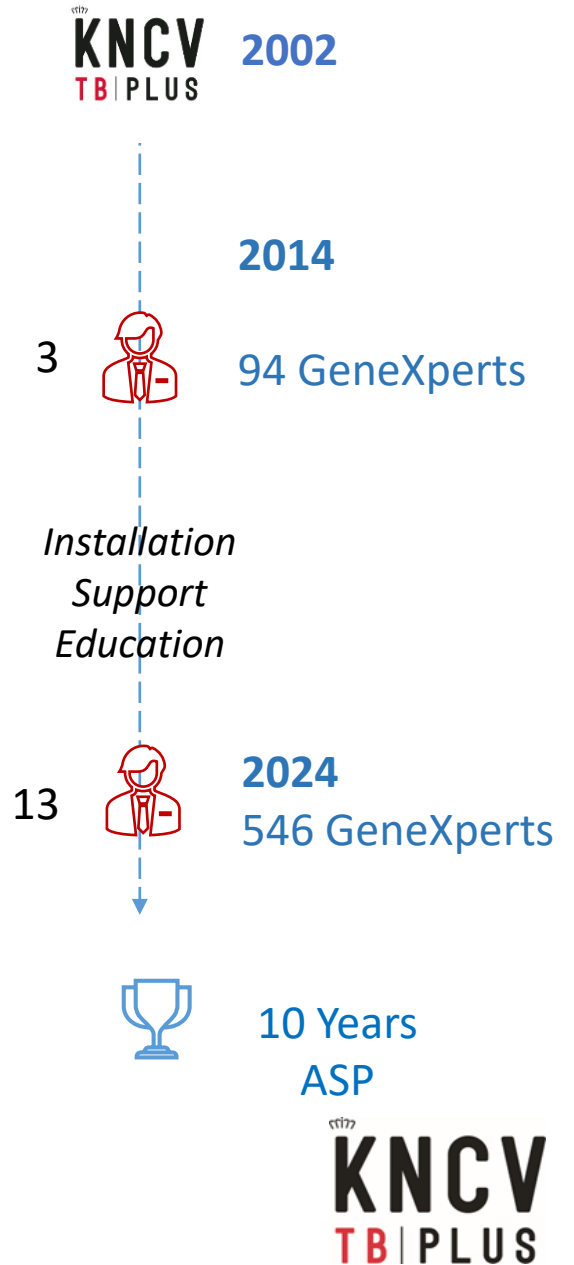 KNCV 2002
TB PLUS
2014
3 94 GeneXperts
Installation
Support
Education
2024
13 546 GeneXperts
10 Years
ASP
KNCV
TB PLUS